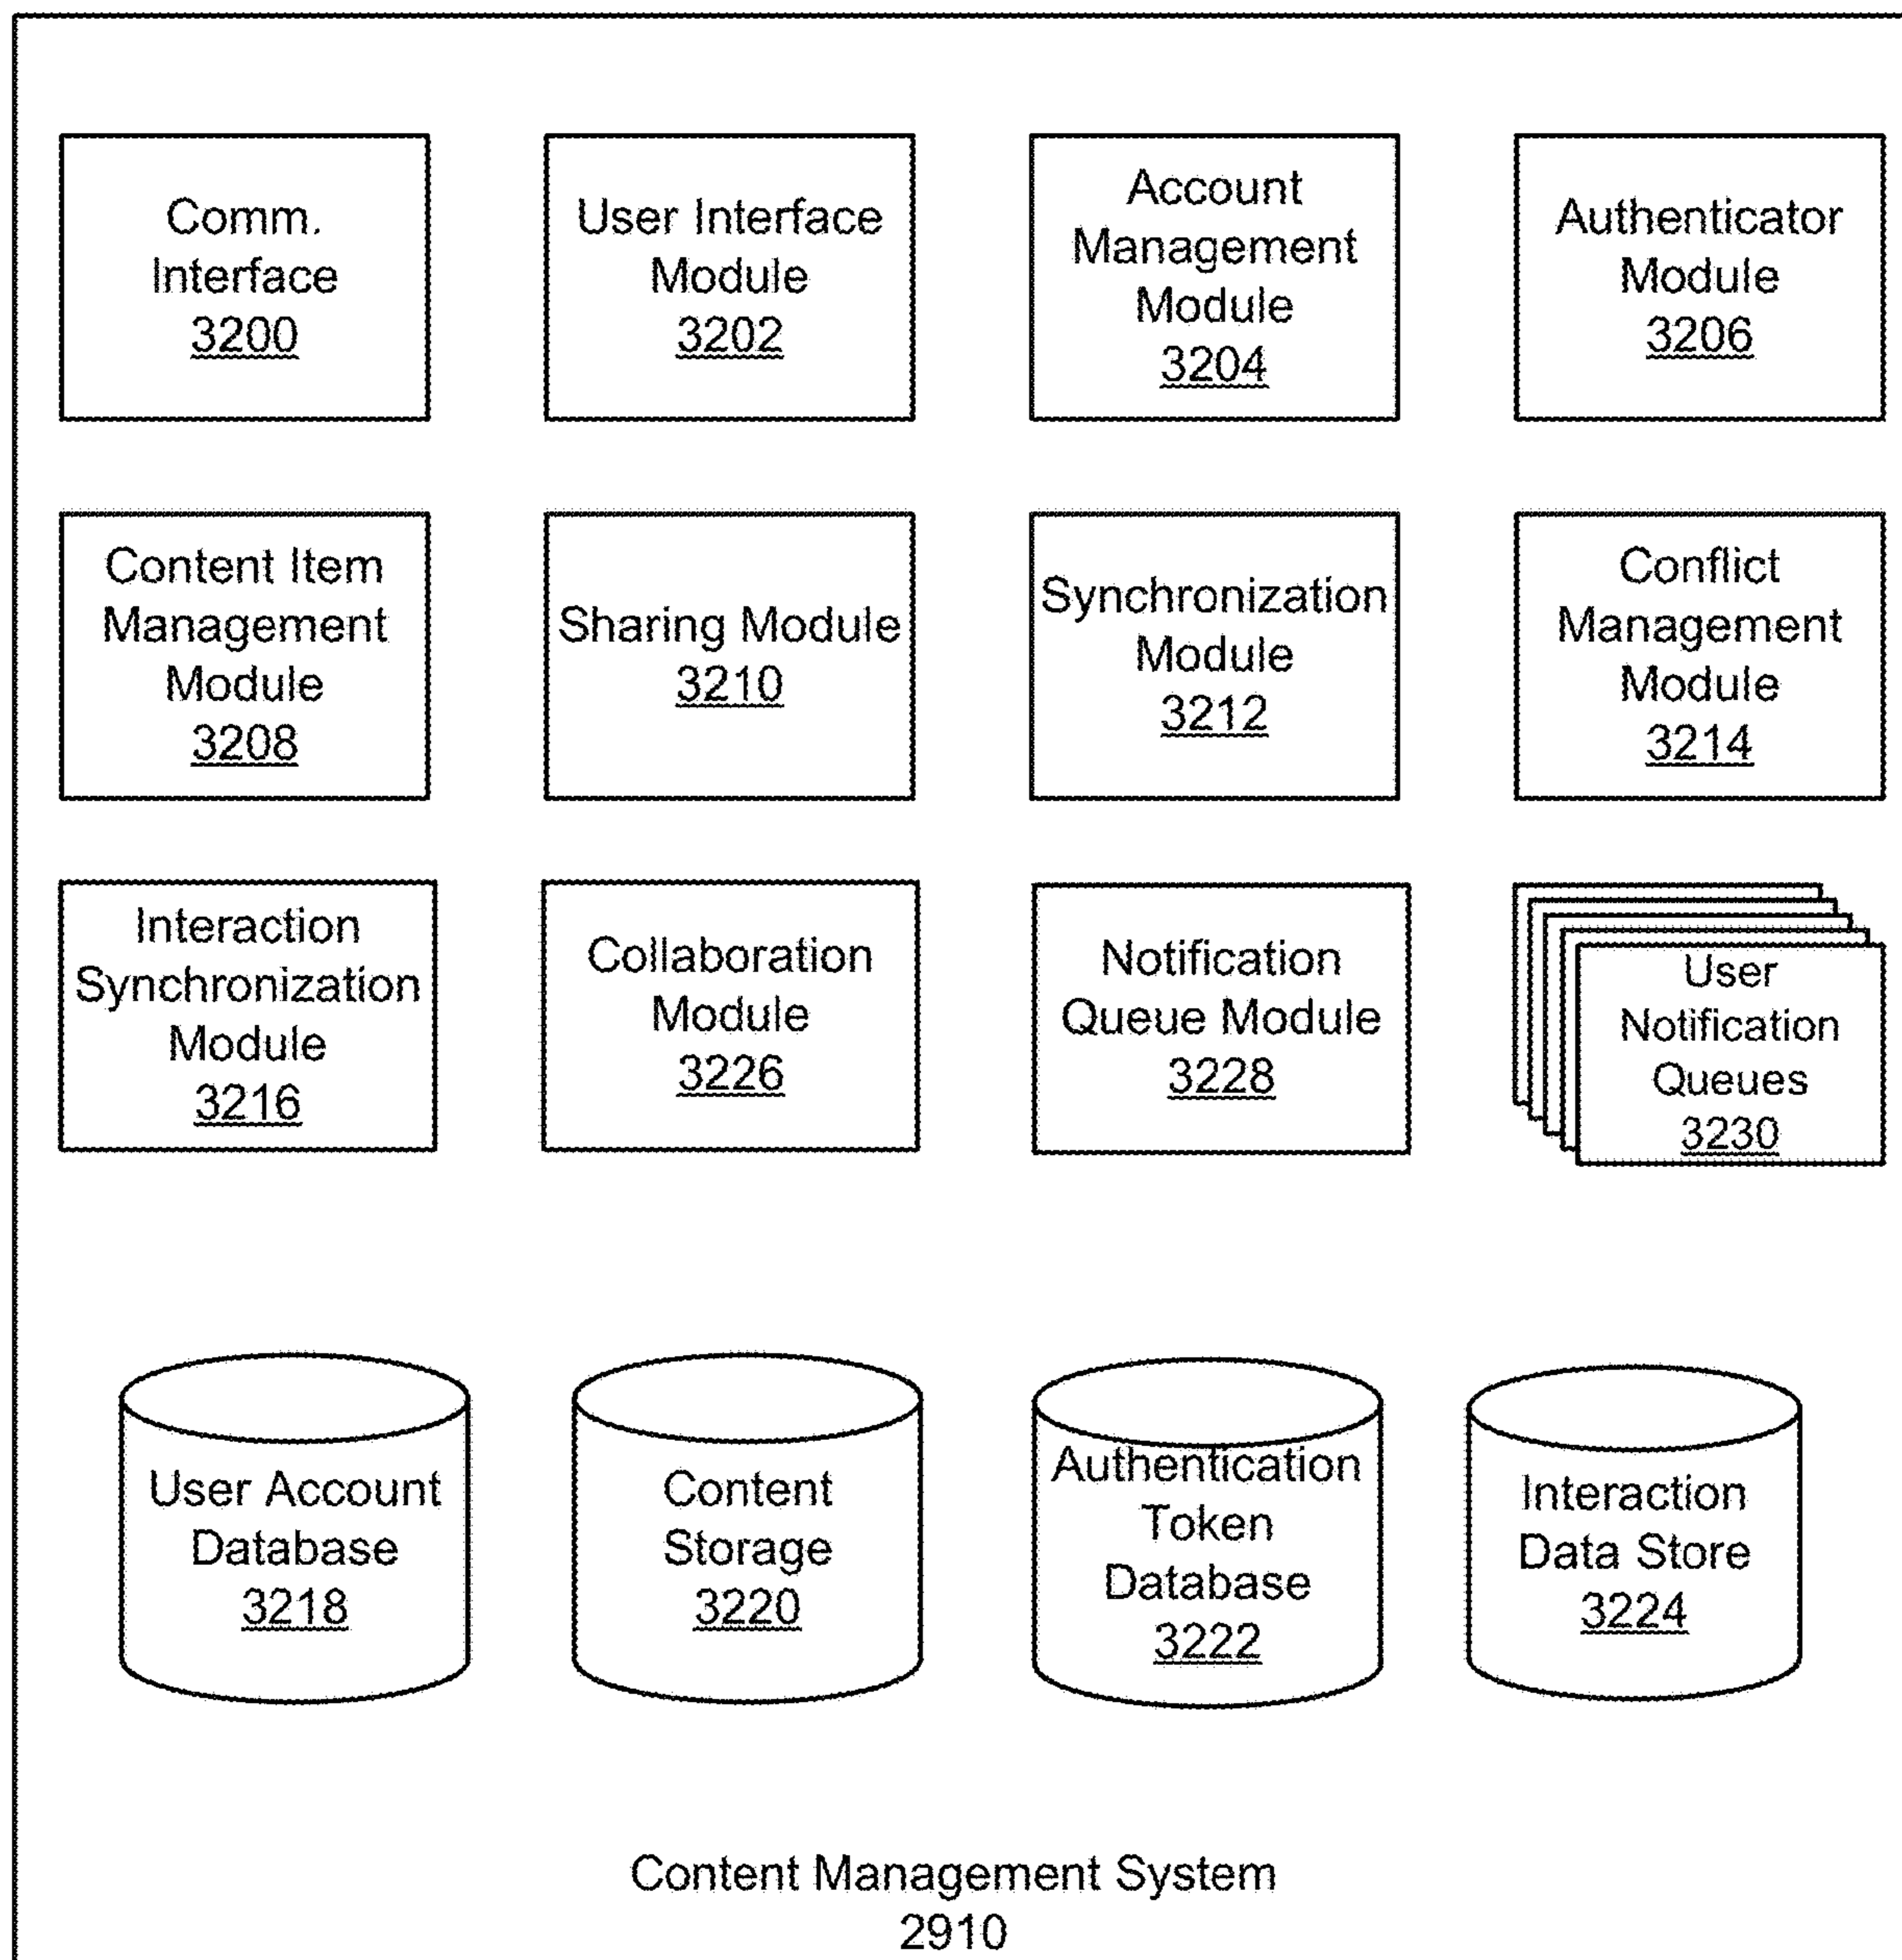 Comm.
Interface
3200
User Interface
Module
3202
Account
Management
Module
3204
Authenticator
Module
3206
Content Item
Management
Module
3208
Sharing Module
3210
Synchronization
Module
3212
Conflict
Management
Module
3214
Interaction
Synchronization
Module
3216
Collaboration
Module
3226
Notification
Queue Module
3228
User
Notification
Queues
3230
User Account
Database
3218
Content
Storage
3220
Authentication
Token
Database
3222
Interaction
Data Store
3224
Content Management System
2910